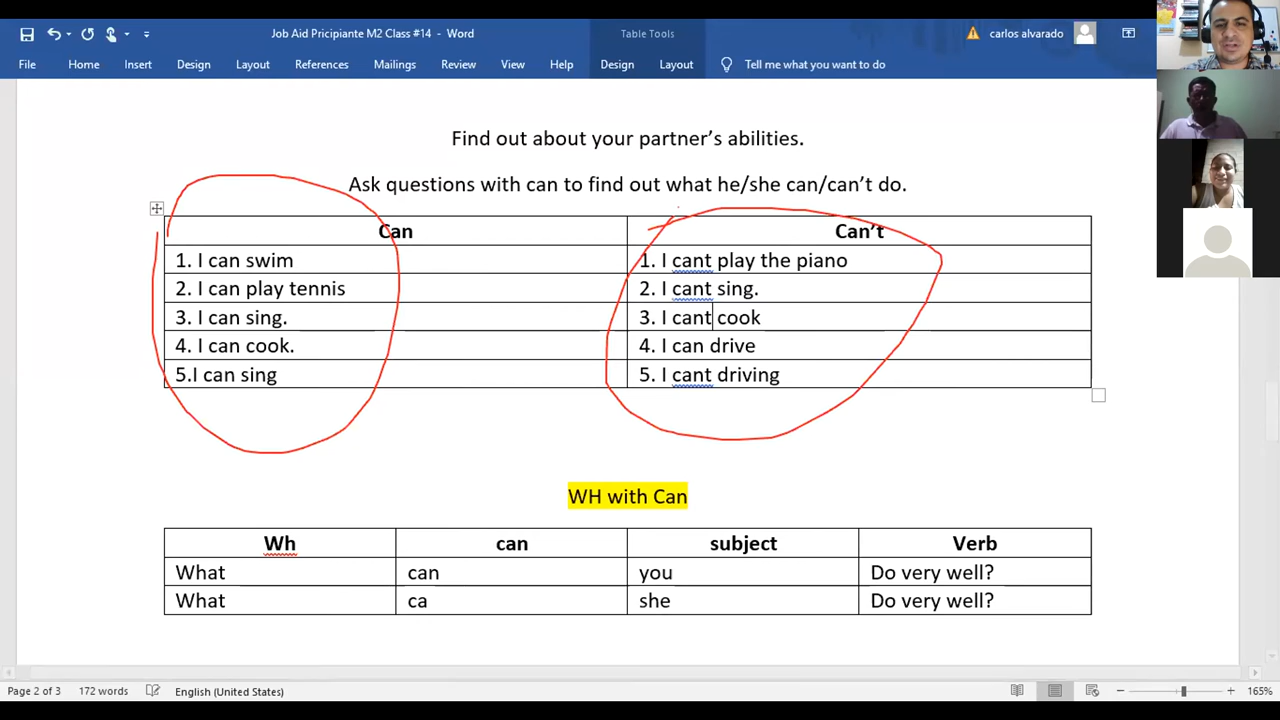 Job Aid Pricipiante M2 Class #14 - Word
Table Tools
carlos alvarado
File Home Insert Design Layout References Mailings Review View Help Design Layout Tell me what you want to do
Find out about your partner's abilities.
Ask questions with can to find out what he/she can/can't do.
Can Can't
1. I can swim 1. I cant play the piano
2. I can play tennis 2. I cant sing.
3. I can sing. 3. I cant cook
4. I can cook. 4. I can drive
5.I can sing 5. I cant driving
WH with Can
Wh can subject Verb
What can you Do very well?
What ca she Do very well?
Page 2 of 3 172 words English (United States) 165%